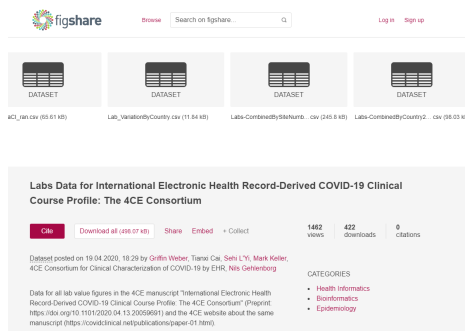 figshare Browse Search on figshare... Log in Sign up
DATASET DATASET DATASET DATASET
Lab_VariationByCountry.csv (11.84 kB) Labs-CombinedBySiteNumb... csv (245.6 kB) Labs-CombinedByCountry2... csv (98.03 k
Labs Data for International Electronic Health Record-Derived COVID-19 Clinical
Course Profile: The 4CE Consortium
Cite Download all (498.07 kB) Share Embed + Collect 1462 422 0
views downloads citations
Dataset posted on 19.04.2020, 18:29 by Griffin Weber, Tianxi Cai, Sehi L'Yi, Mark Keller,
4CE Consortium for Clinical Characterization of COVID-19 by EHR, Nils Gehlenborg
CATEGORIES
Data for all lab value figures in the 4CE manuscript "International Electronic Health
Record-Derived COVID-19 Clinical Course Profile: The 4CE Consortium" (Preprint:
https://doi.org/10.1101/2020.04.13.20059691) and the 4CE website about the same
manuscript (https://covidclinical.net/publications/paper-01.html).
• Health Informatics
• Bioinformatics
• Epidemiology